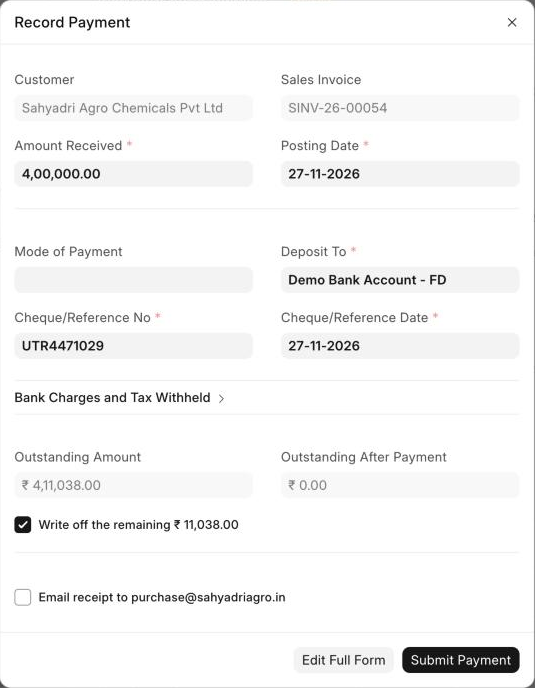 Record Payment
Customer
Sales Invoice
Sahyadri Agro Chemicals Pvt Ltd
SINV-26-00054
Amount Received *
Posting Date *
4,00,000.00
27-11-2026
Mode of Payment
Deposit To *
Demo Bank Account - FD
Cheque/Reference No *
Cheque/Reference Date *
UTR4471029
27-11-2026
Bank Charges and Tax Withheld
Outstanding Amount
Outstanding After Payment
₹ 4,11,038.00
₹ 0.00
Write off the remaining ₹ 11,038.00
Email receipt to purchase@sahyadriagro.in
Edit Full Form
Submit Payment